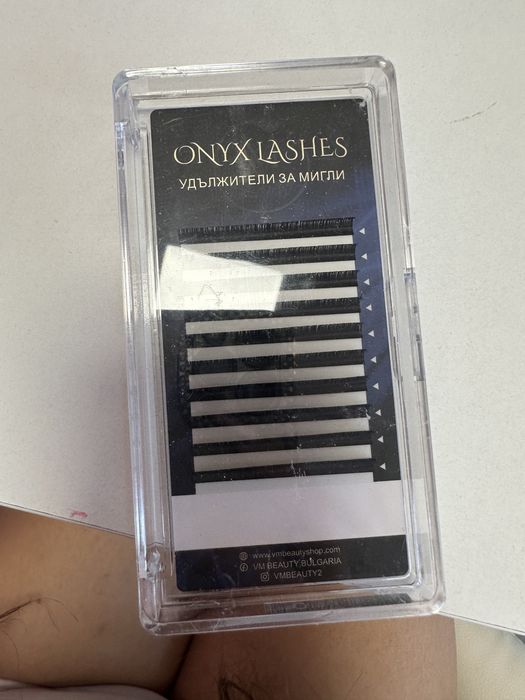 ONYX LASHES
УДЪЛЖИТЕЛИ ЗА МИГЛИ
www.vmbeautyshop.com
VM BEAUTY.BULGARIA
VMBEAUTY2